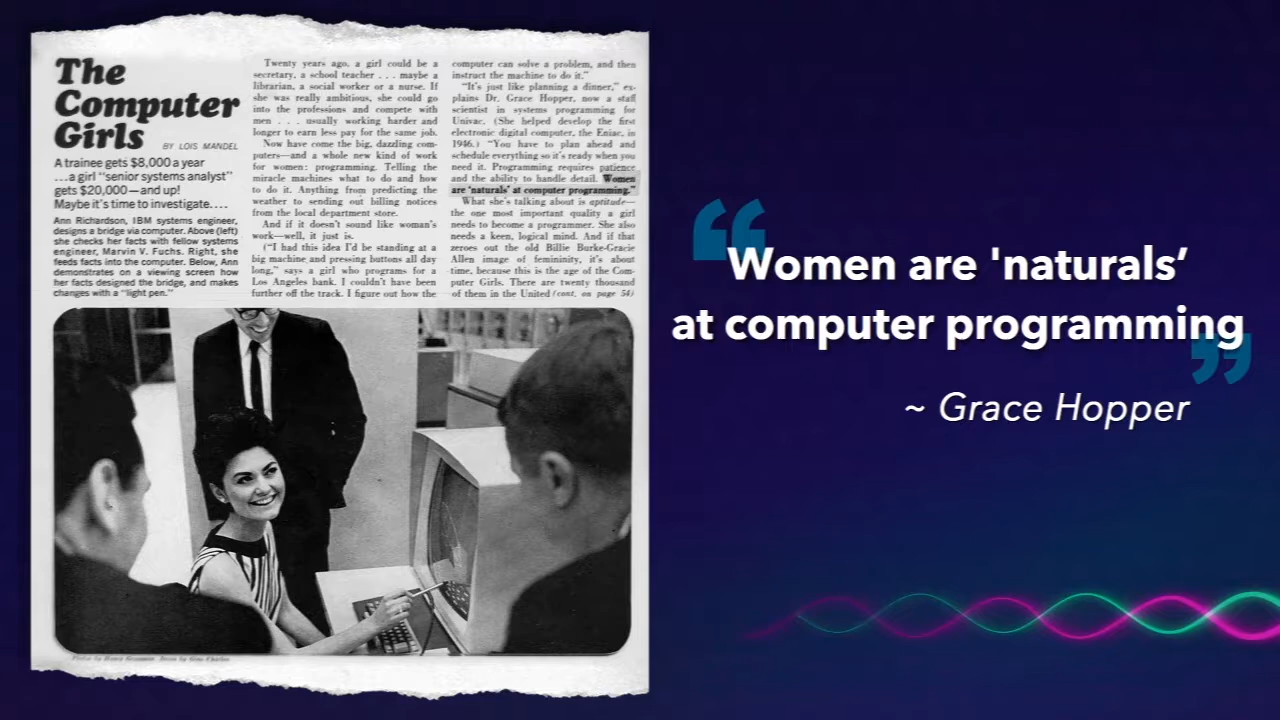 The
Computer
Girls
BY LOIS MANDEL
A trainee gets $8,000 a year
...a girl “senior systems analyst”
gets $20,000—and up!
Maybe it's time to investigate....
Ann Richardson, IBM systems engineer,
designs a bridge via computer. Above (left)
she checks her facts with fellow systems
engineer, Marvin V. Fuchs. Right, she
feeds facts into the computer. Below, Ann
demonstrates on a viewing screen how
her facts designed the bridge, and makes
changes with a “light pen.”
Twenty years ago, a girl could be a
secretary, a school teacher . . . maybe a
librarian, a social worker or a nurse. If
she was really ambitious, she could go
into the professions and compete with
men . . . usually working harder and
longer to earn less pay for the same job.
Now have come the big, dazzling com-
puters—and a whole new kind of work
for women: programming. Telling the
miracle machines what to do and how
to do it. Anything from predicting the
weather to sending out billing notices
from the local department store.
And if it doesn't sound like woman's
work—well, it just is.
(“I had this idea I'd be standing at a
big machine and pressing buttons all day
long,” says a girl who programs for a
Los Angeles bank. I couldn't have been
further off the track. I figure out how the
computer can solve a problem, and then
instruct the machine to do it.”
“It's just like planning a dinner,” ex-
plains Dr. Grace Hopper, now a staff
scientist in systems programming for
Univac. (She helped develop the first
electronic digital computer, the Eniac, in
1946.) “You have to plan ahead and
schedule everything so it's ready when you
need it. Programming requires patience
and the ability to handle detail. Women
are 'naturals' at computer programming.”
What she's talking about is aptitude—
the one most important quality a girl
needs to become a programmer. She also
needs a keen, logical mind. And if that
zeroes out the old Billie Burke-Gracie
Allen image of femininity, it's about
time, because this is the age of the Com-
puter Girls. There are twenty thousand
of them in the United (cont. on page 54)
“Women are 'naturals’
at computer programming”
~ Grace Hopper